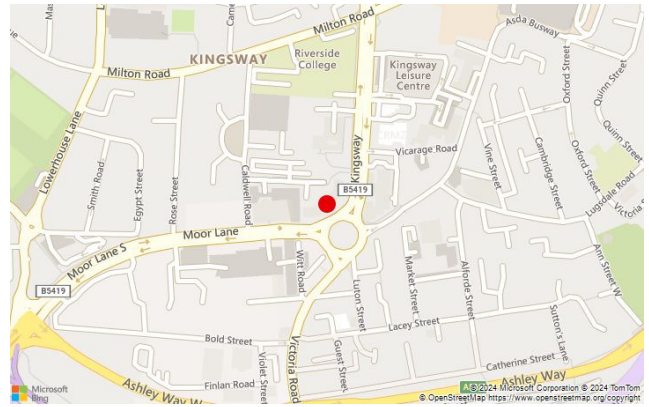 Asda Busway
Milton Road
KINGSWAY
Riverside
College
Milton Road
Kingsway
Leisure
Centre
Oxford Street
Quinn Street
Quinn Street
Lowerhouse Lane
Smith Road
Egypt Street
Rose Street
Caldwell Road
Kingsway
B5419
Vicarage Road
Vine Street
Cambridge Street
Oxford Street
Lugsdale Road
Victoria S
Moor Lane
Moor Lane S
B5419
Witt Road
Luton Street
Market Street
Alforde Street
Ann Street W
Bold Street
Victoria Road
Lacey Street
Sutton's Lane
Violet Street
Guest Street
Catherine Street
Finlan Road
Ashley Way W
Ashley Way
Microsoft
Bing
© 2024 Microsoft Corporation © 2024 TomTom
© OpenStreetMap https://www.openstreetmap.org/copyright